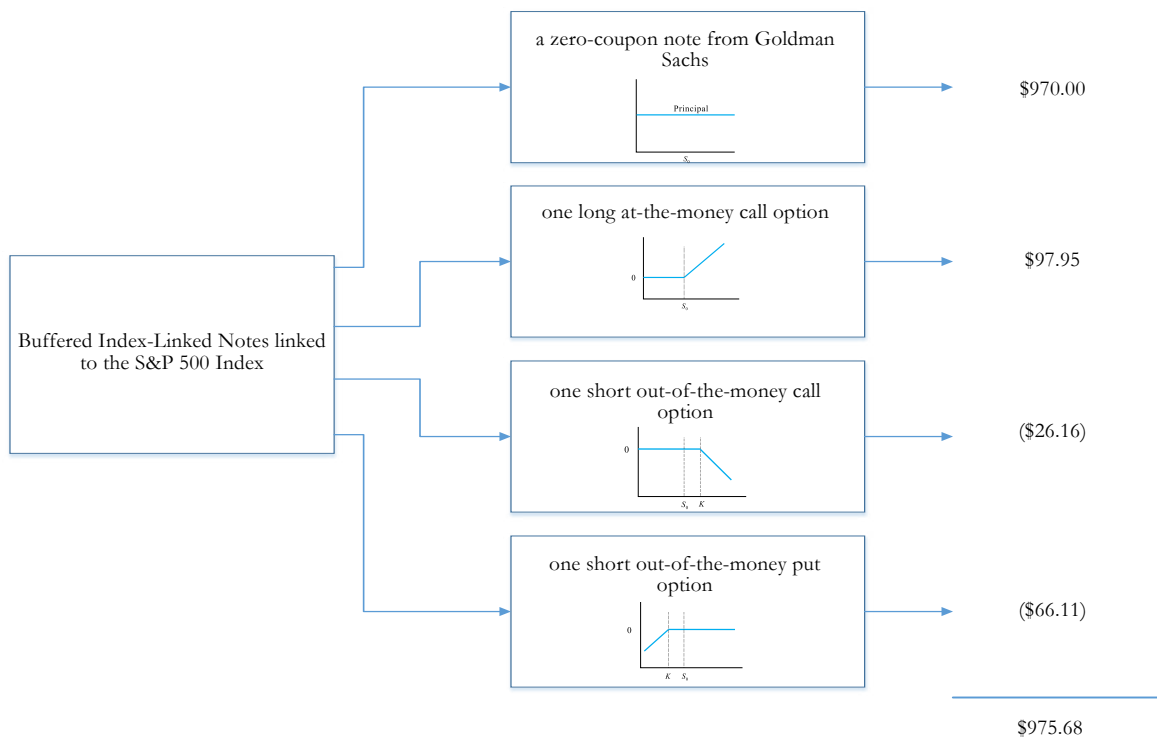 a zero-coupon note from Goldman
Sachs
Principal
S₀
$970.00
one long at-the-money call option
0
S₀
$97.95
Buffered Index-Linked Notes linked
to the S&P 500 Index
one short out-of-the-money call
option
0
S₀ K
($26.16)
one short out-of-the-money put
option
0
K S₀
($66.11)
$975.68